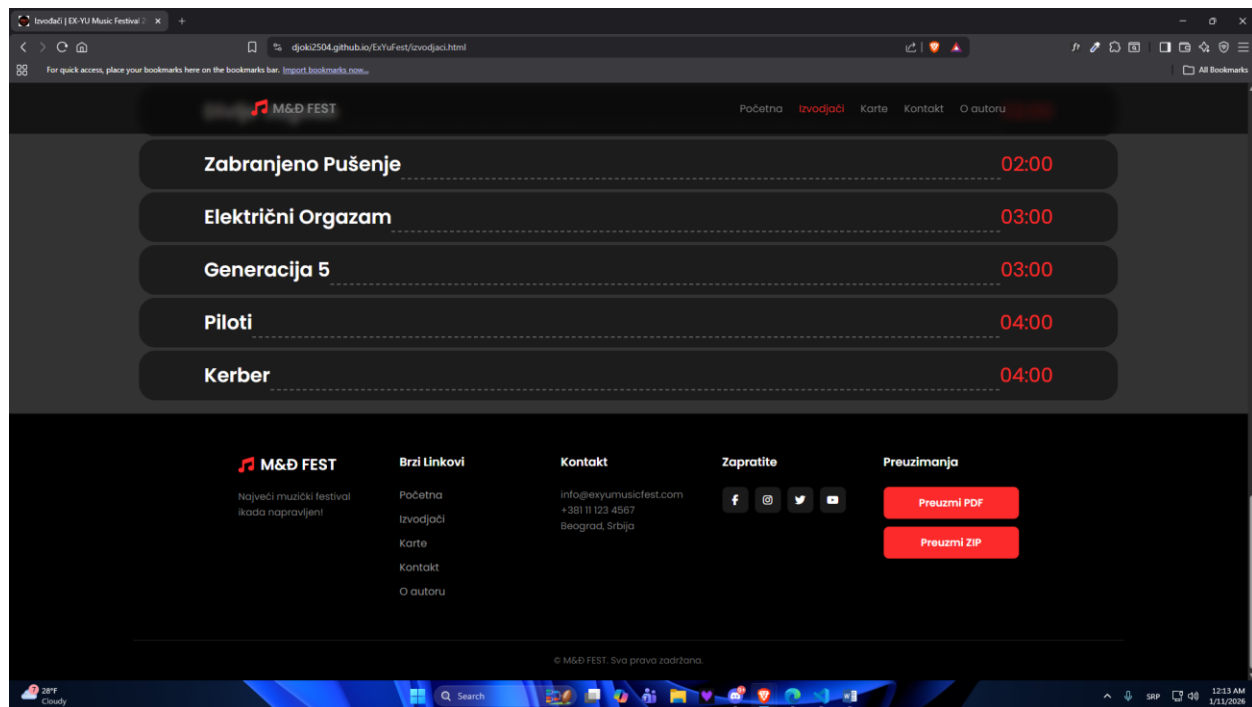 Izvođači | EX-YU Music Festival 2
djoki2504.github.io/ExYuFest/izvodjaci.html
For quick access, place your bookmarks here on the bookmarks bar. Import bookmarks now...
All Bookmarks
M&Đ FEST
Početna Izvodjači Karte Kontakt O autoru
Zabranjeno Pušenje 02:00
Električni Orgazam 03:00
Generacija 5 03:00
Piloti 04:00
Kerber 04:00
M&Đ FEST
Najveći muzički festival
ikada napravljen!
Brzi Linkovi
Početna
Izvodjači
Karte
Kontakt
O autoru
Kontakt
info@exyumusicfest.com
+381 11 123 4567
Beograd, Srbija
Zapratite
Preuzimanja
Preuzmi PDF
Preuzmi ZIP
© M&Đ FEST. Sva prava zadržana.
7
28°F
Cloudy
Search
SRP
12:13 AM
1/11/2026